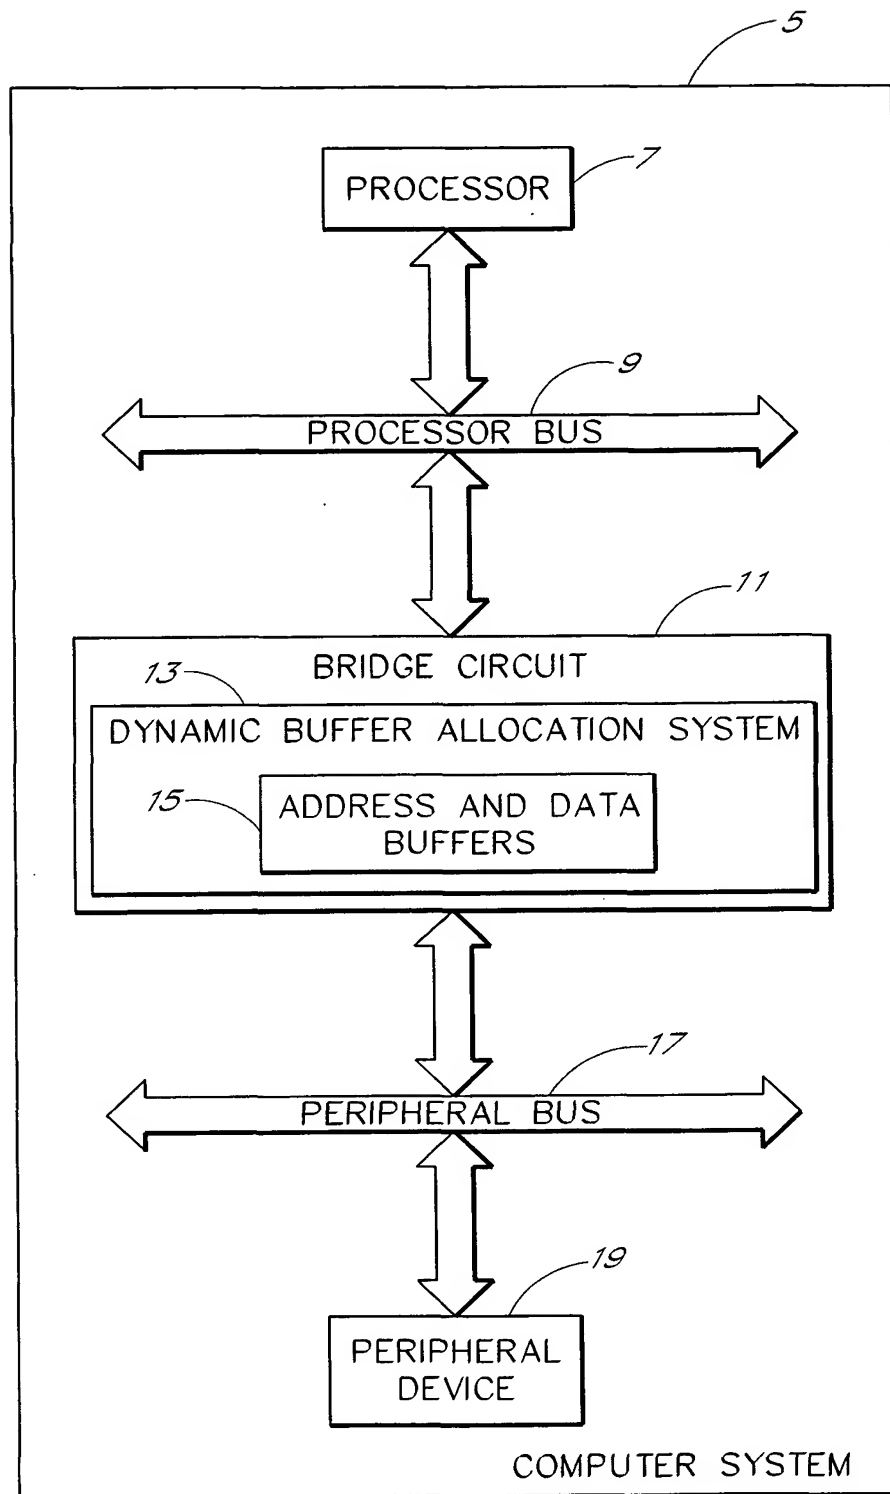 5
PROCESSOR
7
9
PROCESSOR BUS
11
BRIDGE CIRCUIT
13
DYNAMIC BUFFER ALLOCATION SYSTEM
15
ADDRESS AND DATA
BUFFERS
17
PERIPHERAL BUS
19
PERIPHERAL
DEVICE
COMPUTER SYSTEM